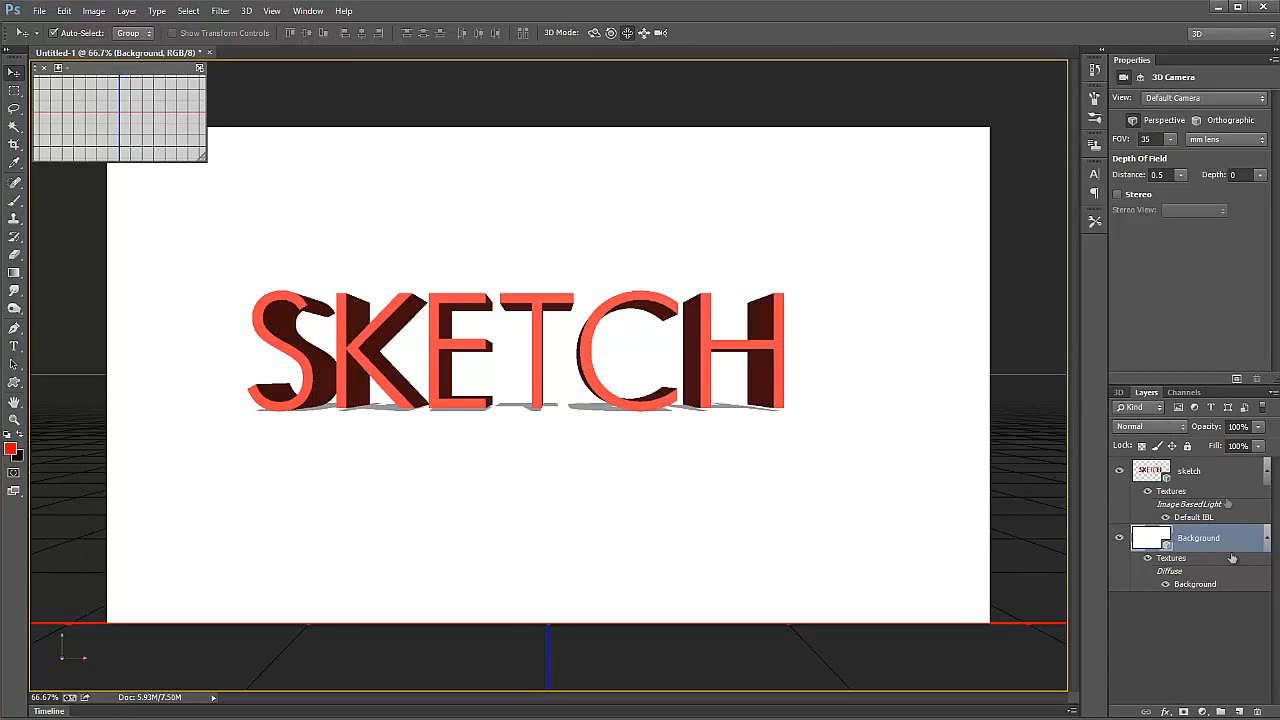 Ps File Edit Image Layer Type Select Filter 3D View Window Help
Auto-Select: Group Show Transform Controls 3D Mode: 3D
Untitled-1 @ 66.7% (Background, RGB/8) * ×
SKETCH
Properties
3D Camera
View: Default Camera
Perspective Orthographic
FOV: 35 mm lens
Depth Of Field
Distance: 0.5 Depth: 0
Stereo
Stereo View:
3D Layers Channels
Kind
Normal Opacity: 100%
Lock: Fill: 100%
SKETCH sketch
Textures
Image Based Light
Default IBL
Background
Textures
Diffuse
Background
66.67% Doc: 5.93M/7.50M
Timeline